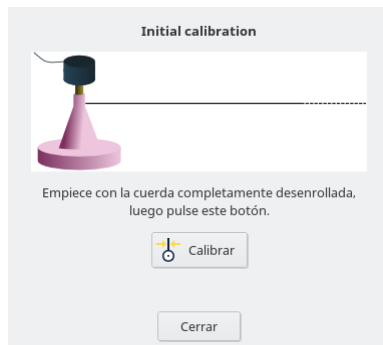 Initial calibration
Empiece con la cuerda completamente desenrollada,
luego pulse este botón.
Calibrar
Cerrar